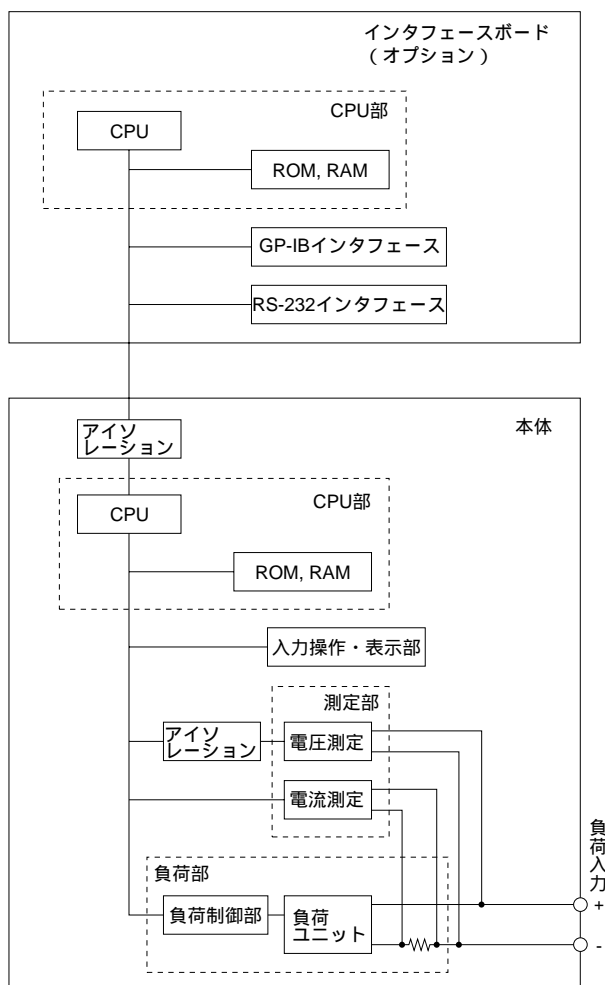 インタフェースボード
（オプション）
CPU部
CPU
ROM, RAM
GP-IBインタフェース
RS-232インタフェース
アイソ
レーション
本体
CPU部
CPU
ROM, RAM
入力操作・表示部
測定部
アイソ
レーション
電圧測定
電流測定
負荷部
負荷制御部
負荷
ユニット
負荷入力
+
-